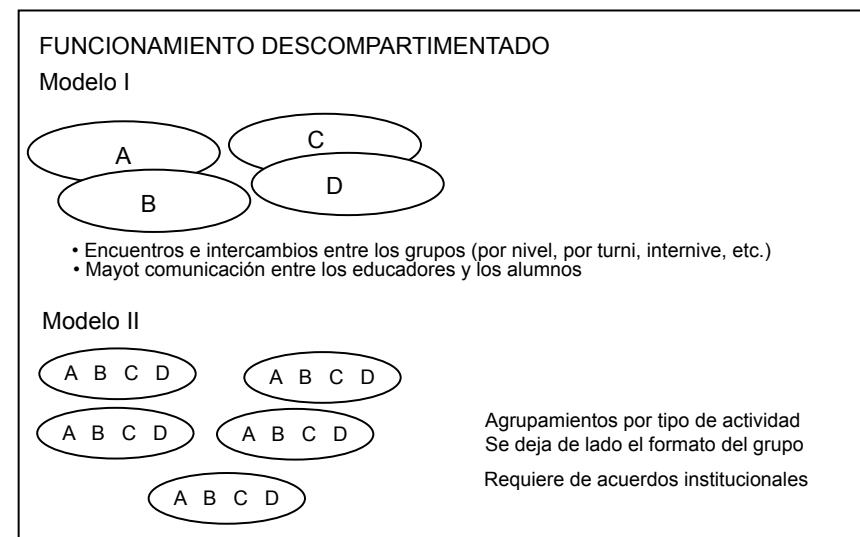 FUNCIONAMIENTO DESCOMPARTIMENTADO
Modelo I
A
B
C
D
• Encuentros e intercambios entre los grupos (por nivel, por turni, internive, etc.)
• Mayot comunicación entre los educadores y los alumnos
Modelo II
A B C D
A B C D
A B C D
A B C D
A B C D
Agrupamientos por tipo de actividad
Se deja de lado el formato del grupo
Requiere de acuerdos institucionales